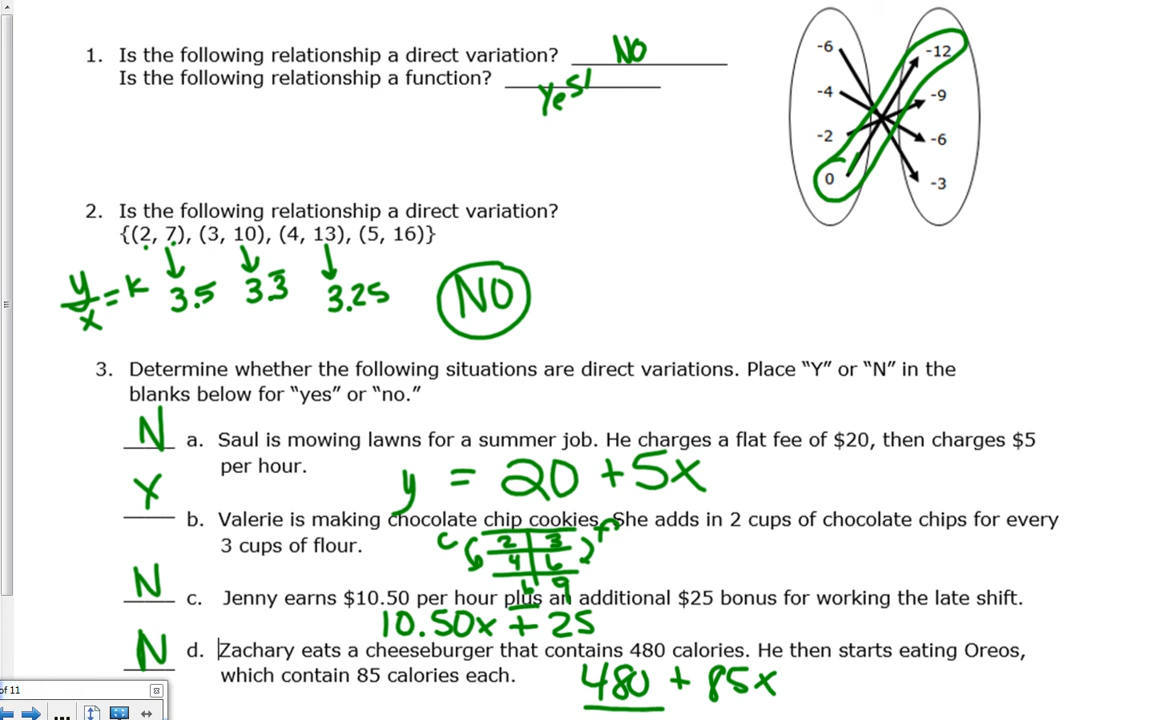 1. Is the following relationship a direct variation? No
Is the following relationship a function? Yes!
-6
-4
-2
0
-12
-9
-6
-3
2. Is the following relationship a direct variation?
{(2, 7), (3, 10), (4, 13), (5, 16)}
y/x = k 3.5 3.3̅ 3.25 NO
3. Determine whether the following situations are direct variations. Place "Y" or "N" in the
blanks below for "yes" or "no."
N a. Saul is mowing lawns for a summer job. He charges a flat fee of $20, then charges $5
per hour.
y = 20 + 5x
Y b. Valerie is making chocolate chip cookies. She adds in 2 cups of chocolate chips for every
3 cups of flour.
C F
2 3
4 6
6 9
N c. Jenny earns $10.50 per hour plus an additional $25 bonus for working the late shift.
10.50x + 25
N d. Zachary eats a cheeseburger that contains 480 calories. He then starts eating Oreos,
which contain 85 calories each.
480 + 85x
of 11
...